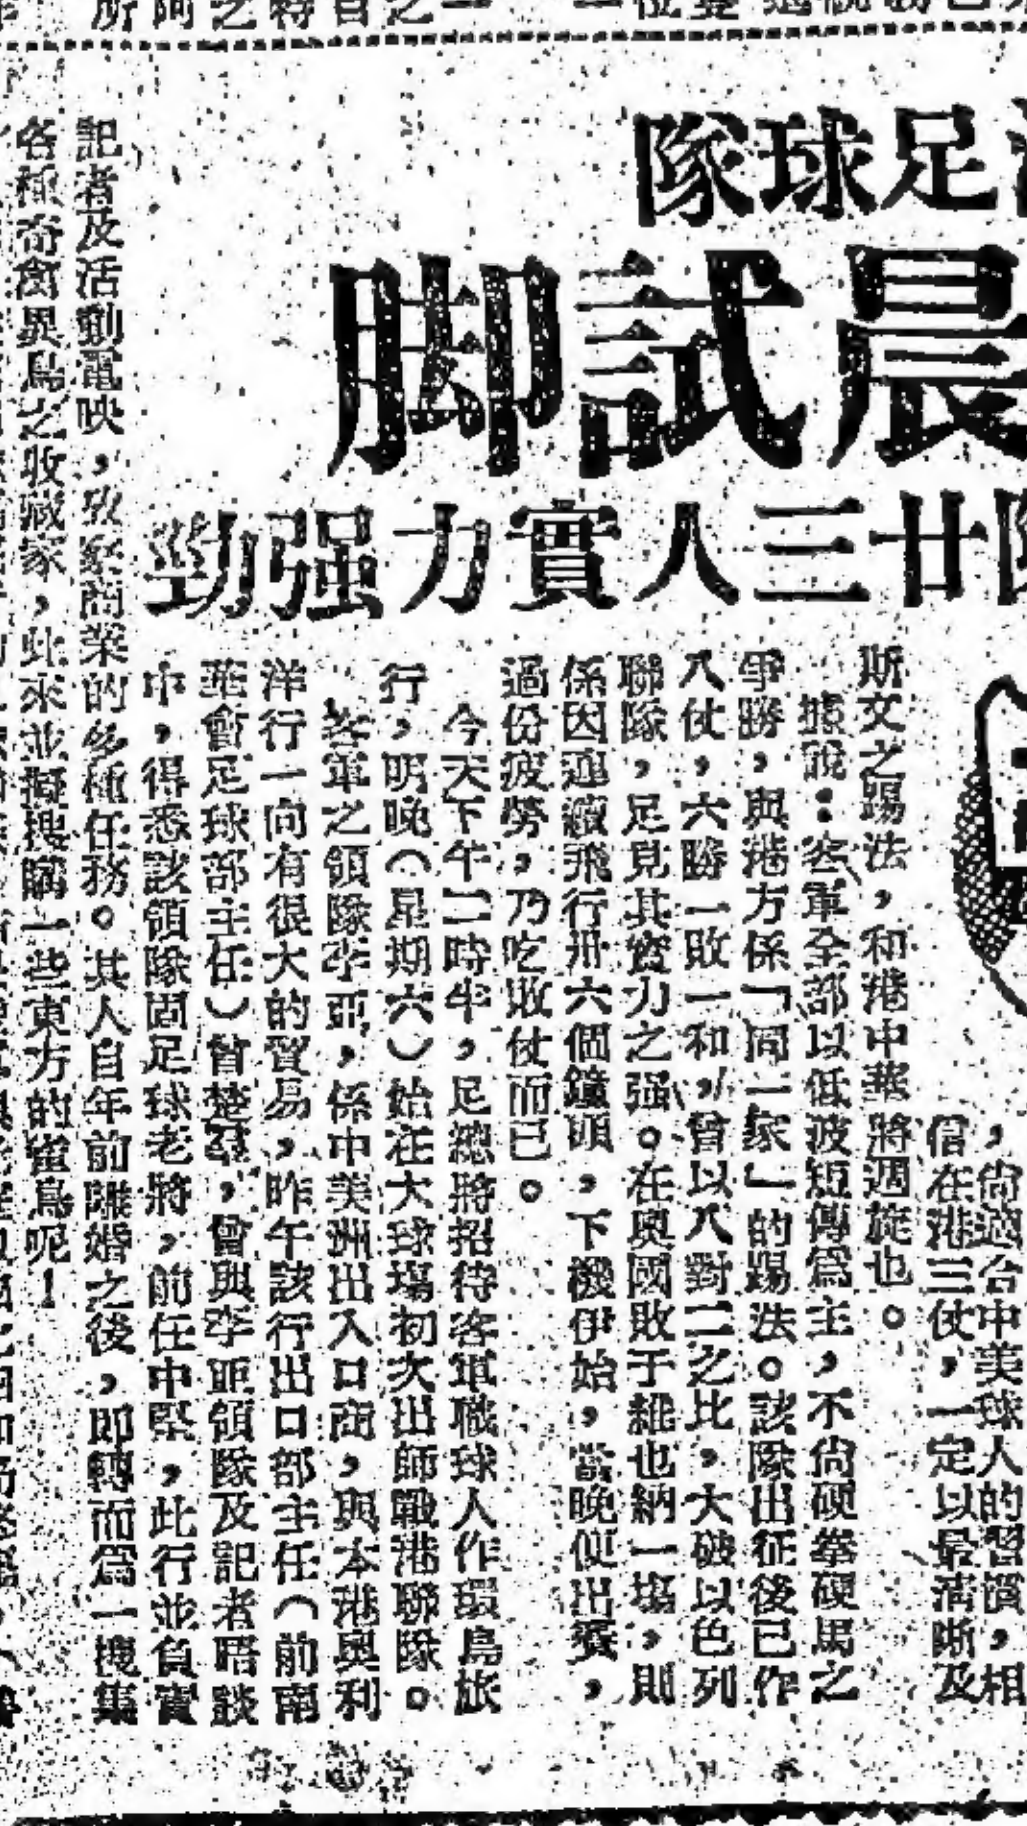 足球隊
晨試脚
廿三人實力强勁
，尙適合中美球人的習慣，相
信在港三仗，一定以最清晰及
斯文之踢法，和港中華將週旋也。
據說：客軍全部以低波短傳爲主，不尙硬拳硬馬之
爭勝，與港方係「同一家」的踢法。該隊出征後已作
八仗，六勝一敗一和，曾以八對二之比，大破以色列
聯隊，足見其實力之强。在奧國敗于維也納一塲，則
係因連續飛行卅六個鐘頭，下機伊始，當晚便出賽，
過份疲勞，乃吃敗仗而已。
今天下午二時半，足總將招待客軍職球人作環島旅
行，明晚（星期六）始在大球場初次出師戰港聯隊。
客軍之領隊李亞，係中美洲出入口商，與本港奧利
洋行一向有很大的貿易，昨午該行出口部主任（前南
華會足球部主任）曾楚霖，曾與李亞領隊及記者晤談
中，得悉該領隊固足球老將，前任中堅，此行並負實
記者及活動電映，攷察商業的多種任務。其人自年前離婚之後，卽轉而爲一搜集
各種奇禽異鳥之收藏家，此來並擬搜購一些東方的雀鳥呢！